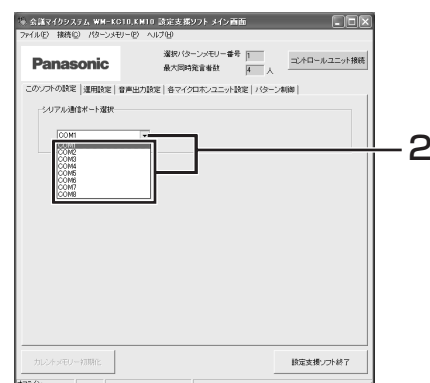 会議マイクシステム WM-KC10,KM10 設定支援ソフト メイン画面
ファイル(F) 接続(C) パターンメモリー(P) ヘルプ(H)
Panasonic
選択パターンメモリー番号 1
最大同時発言者数 4 人
コントロールユニット接続
このソフトの設定 運用設定 音声出力設定 各マイクロホンユニット設定 パターン制御
シリアル通信ポート選択
COM1
COM1
COM2
COM3
COM4
COM5
COM6
COM7
COM8
2
カレントメモリー初期化
設定支援ソフト終了